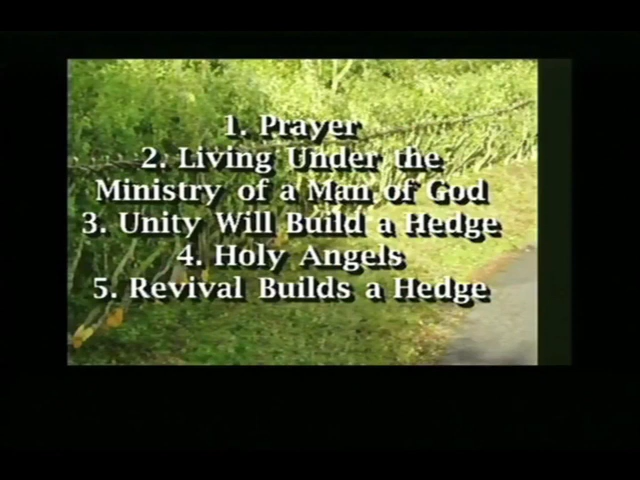 1. Prayer
2. Living Under the
Ministry of a Man of God
3. Unity Will Build a Hedge
4. Holy Angels
5. Revival Builds a Hedge